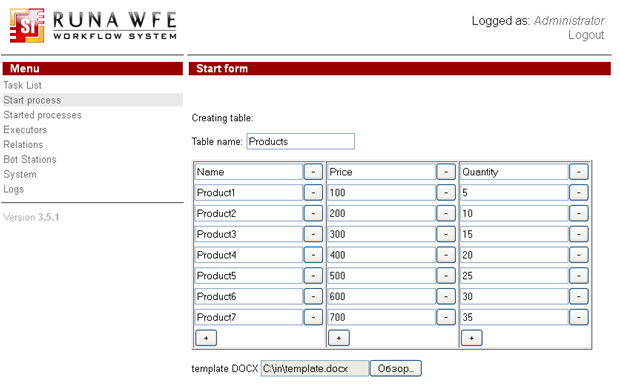 RUNA WFE
WORKFLOW SYSTEM
Logged as: Administrator
Logout
Menu
Task List
Start process
Started processes
Executors
Relations
Bot Stations
System
Logs
Version 3.5.1
Start form
Creating table:
Table name: Products
Name - Price - Quantity -
Product1 - 100 - 5 -
Product2 - 200 - 10 -
Product3 - 300 - 15 -
Product4 - 400 - 20 -
Product5 - 500 - 25 -
Product6 - 600 - 30 -
Product7 - 700 - 35 -
+ + +
template DOCX C:\in\template.docx Обзор...